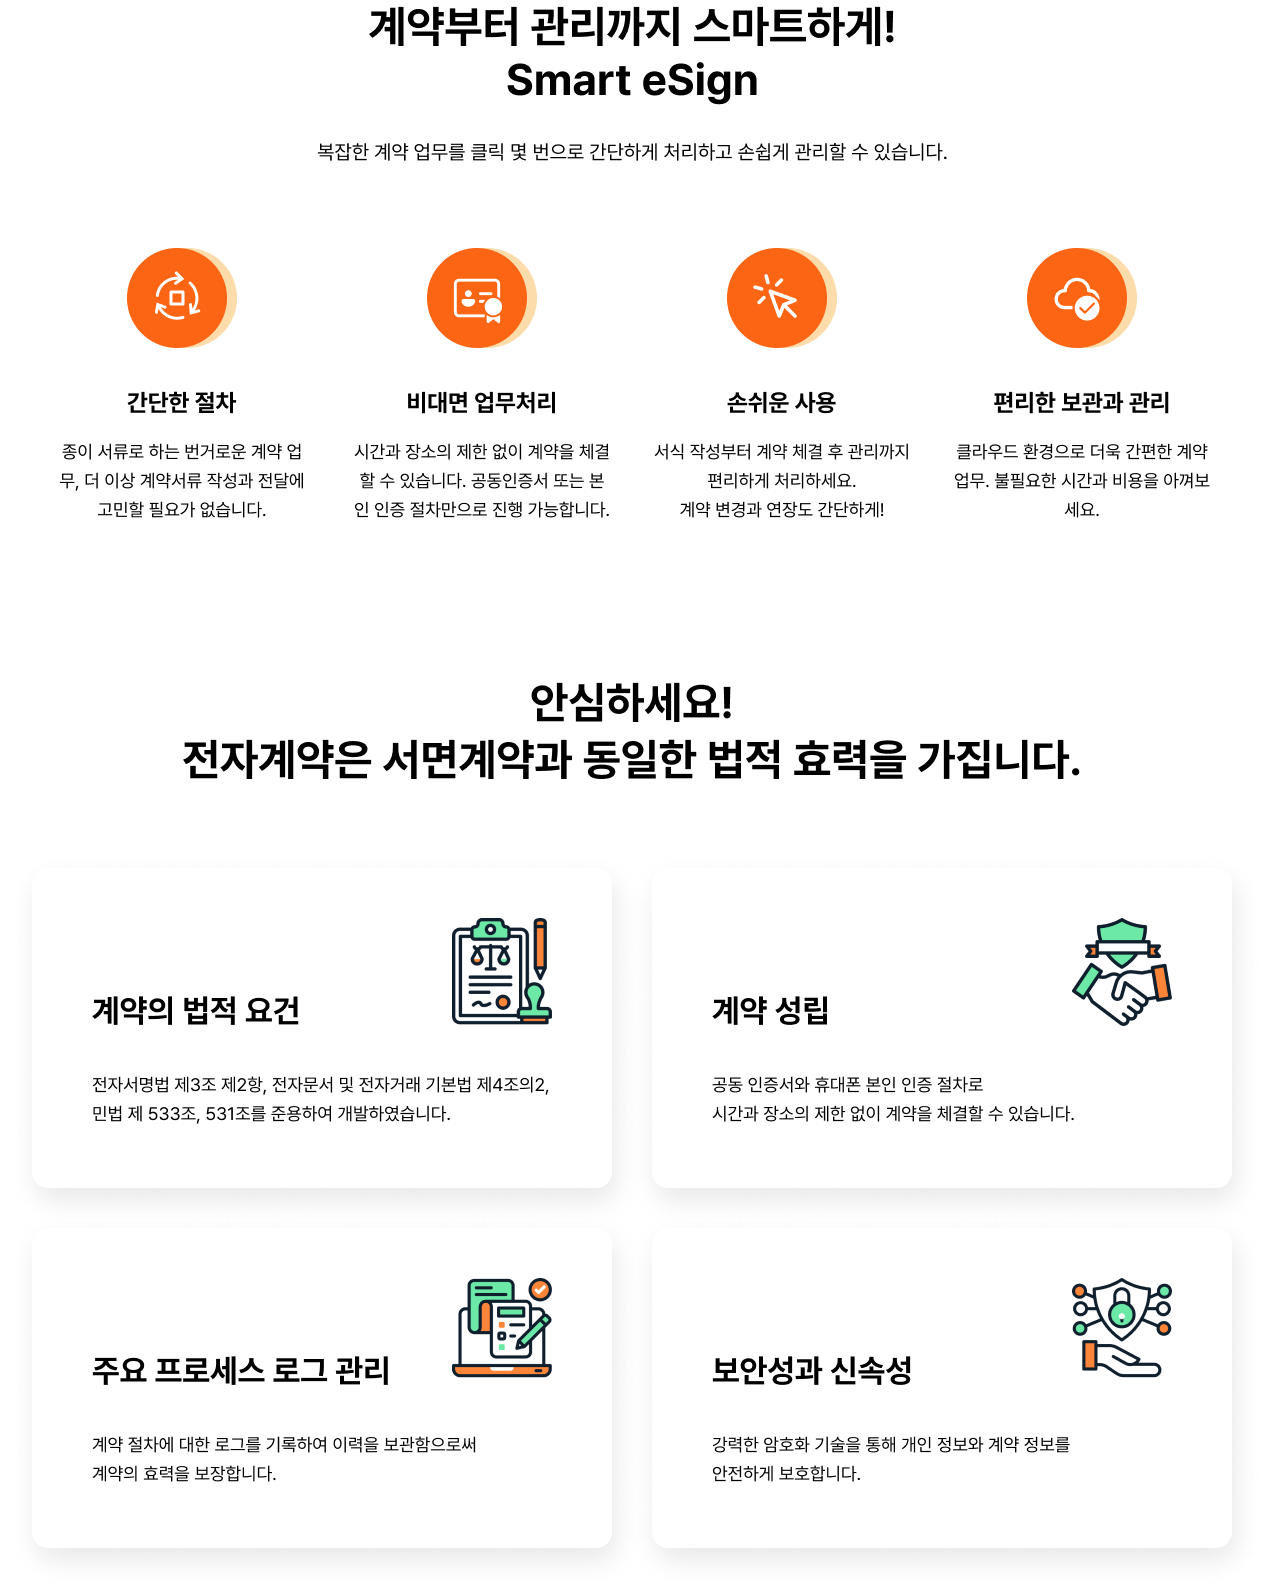 계약부터 관리까지 스마트하게!
Smart eSign
복잡한 계약 업무를 클릭 몇 번으로 간단하게 처리하고 손쉽게 관리할 수 있습니다.
간단한 절차
종이 서류로 하는 번거로운 계약 업
무, 더 이상 계약서류 작성과 전달에
고민할 필요가 없습니다.
비대면 업무처리
시간과 장소의 제한 없이 계약을 체결
할 수 있습니다. 공동인증서 또는 본
인 인증 절차만으로 진행 가능합니다.
손쉬운 사용
서식 작성부터 계약 체결 후 관리까지
편리하게 처리하세요.
계약 변경과 연장도 간단하게!
편리한 보관과 관리
클라우드 환경으로 더욱 간편한 계약
업무. 불필요한 시간과 비용을 아껴보
세요.
안심하세요!
전자계약은 서면계약과 동일한 법적 효력을 가집니다.
계약의 법적 요건
전자서명법 제3조 제2항, 전자문서 및 전자거래 기본법 제4조의2,
민법 제 533조, 531조를 준용하여 개발하였습니다.
계약 성립
공동 인증서와 휴대폰 본인 인증 절차로
시간과 장소의 제한 없이 계약을 체결할 수 있습니다.
주요 프로세스 로그 관리
계약 절차에 대한 로그를 기록하여 이력을 보관함으로써
계약의 효력을 보장합니다.
보안성과 신속성
강력한 암호화 기술을 통해 개인 정보와 계약 정보를
안전하게 보호합니다.